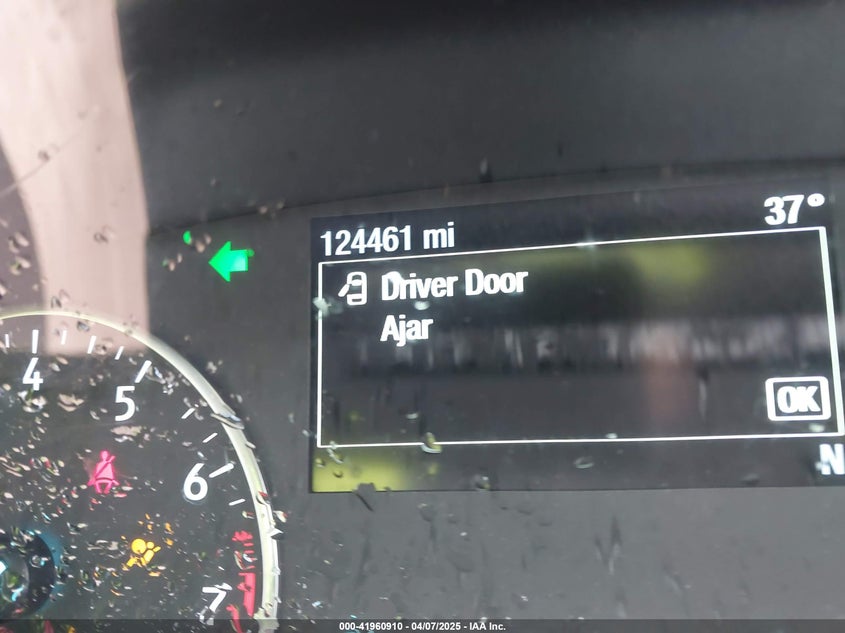 124461 mi
37°
Driver Door
Ajar
OK
N
4
5
6
7
000-41960910 - 04/07/2025 - IAA Inc.